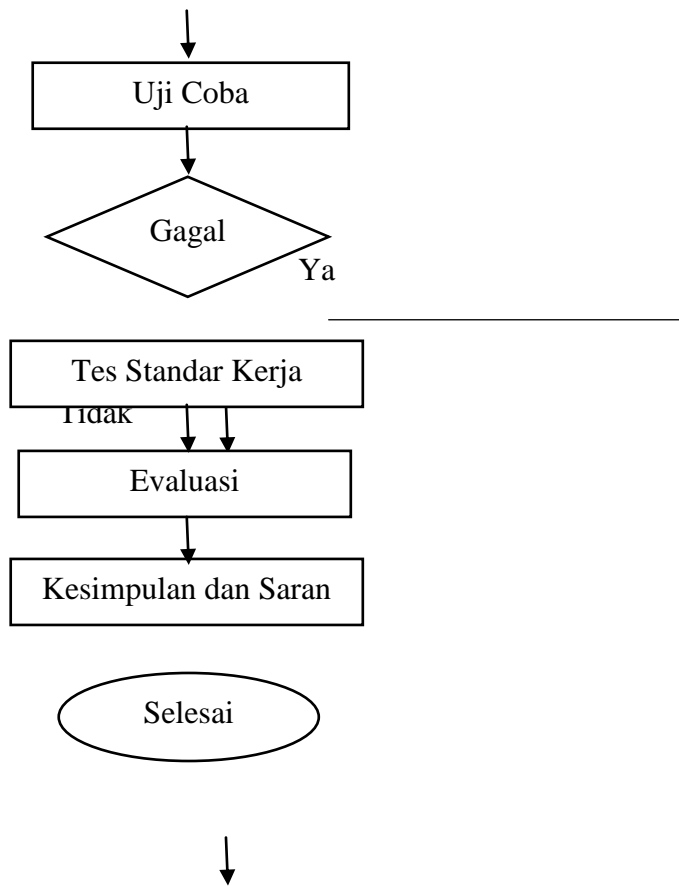 Uji Coba
Gagal
Ya
Tes Standar Kerja
Tidak
Evaluasi
Kesimpulan dan Saran
Selesai